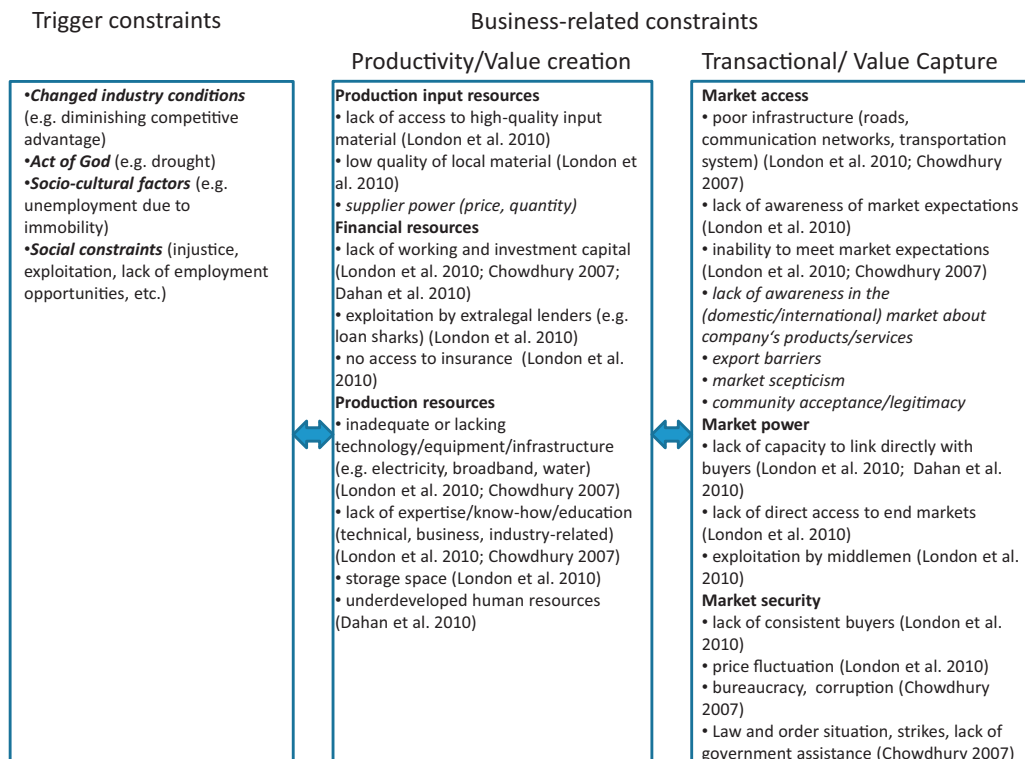 Trigger constraints
Business-related constraints
Productivity/Value creation
Transactional/ Value Capture
•Changed industry conditions
(e.g. diminishing competitive
advantage)
•Act of God (e.g. drought)
•Socio-cultural factors (e.g.
unemployment due to
immobility)
•Social constraints (injustice,
exploitation, lack of employment
opportunities, etc.)
Production input resources
• lack of access to high-quality input
material (London et al. 2010)
• low quality of local material (London et
al. 2010)
• supplier power (price, quantity)
Financial resources
• lack of working and investment capital
(London et al. 2010; Chowdhury 2007;
Dahan et al. 2010)
• exploitation by extralegal lenders (e.g.
loan sharks) (London et al. 2010)
• no access to insurance (London et al.
2010)
Production resources
• inadequate or lacking
technology/equipment/infrastructure
(e.g. electricity, broadband, water)
(London et al. 2010; Chowdhury 2007)
• lack of expertise/know-how/education
(technical, business, industry-related)
(London et al. 2010; Chowdhury 2007)
• storage space (London et al. 2010)
• underdeveloped human resources
(Dahan et al. 2010)
Market access
• poor infrastructure (roads,
communication networks, transportation
system) (London et al. 2010; Chowdhury
2007)
• lack of awareness of market expectations
(London et al. 2010)
• inability to meet market expectations
(London et al. 2010; Chowdhury 2007)
• lack of awareness in the
(domestic/international) market about
company's products/services
• export barriers
• market scepticism
• community acceptance/legitimacy
Market power
• lack of capacity to link directly with
buyers (London et al. 2010; Dahan et al.
2010)
• lack of direct access to end markets
(London et al. 2010)
• exploitation by middlemen (London et al.
2010)
Market security
• lack of consistent buyers (London et al.
2010)
• price fluctuation (London et al. 2010)
• bureaucracy, corruption (Chowdhury
2007)
• Law and order situation, strikes, lack of
government assistance (Chowdhury 2007)